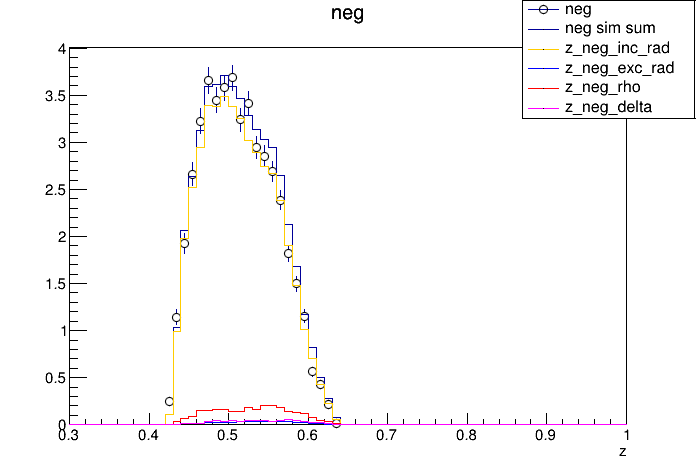 neg
neg
neg sim sum
z_neg_inc_rad
z_neg_exc_rad
z_neg_rho
z_neg_delta
4
3.5
3
2.5
2
1.5
1
0.5
0
0.3 0.4 0.5 0.6 0.7 0.8 0.9 1
z